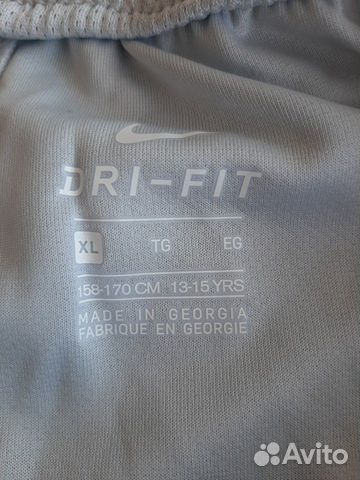 DRI-FIT
XL TG EG
158-170 CM 13-15 YRS
MADE IN GEORGIA
FABRIQUE EN GEORGIE
Avito